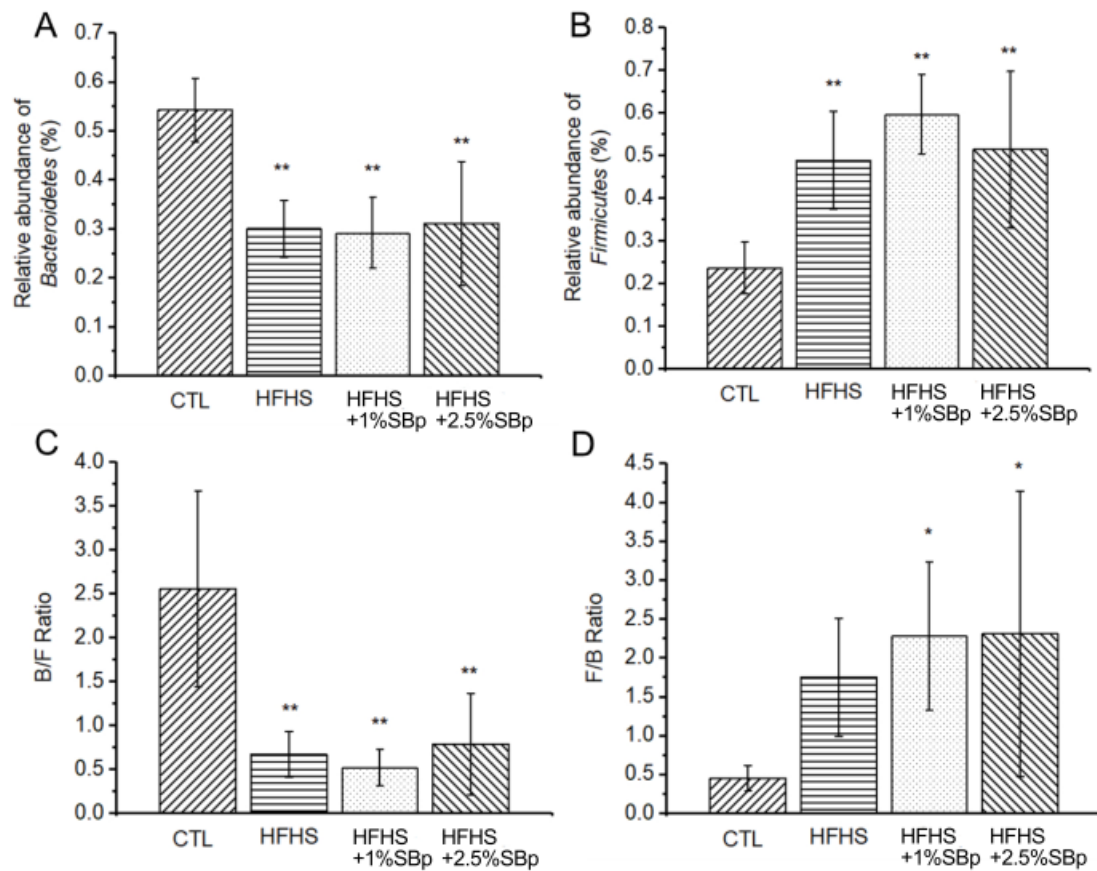 A
0.7
0.6
0.5
0.4
0.3
0.2
0.1
0.0
Relative abundance of
Bacteroidetes (%)
**
**
**
CTL
HFHS
HFHS
+1%SBp
HFHS
+2.5%SBp
B
0.8
0.7
0.6
0.5
0.4
0.3
0.2
0.1
0.0
Relative abundance of
Firmicutes (%)
**
**
**
CTL
HFHS
HFHS
+1%SBp
HFHS
+2.5%SBp
C
4.0
3.5
3.0
2.5
2.0
1.5
1.0
0.5
0.0
B/F Ratio
**
**
**
CTL
HFHS
HFHS
+1%SBp
HFHS
+2.5%SBp
D
4.5
4.0
3.5
3.0
2.5
2.0
1.5
1.0
0.5
0.0
F/B Ratio
*
*
CTL
HFHS
HFHS
+1%SBp
HFHS
+2.5%SBp